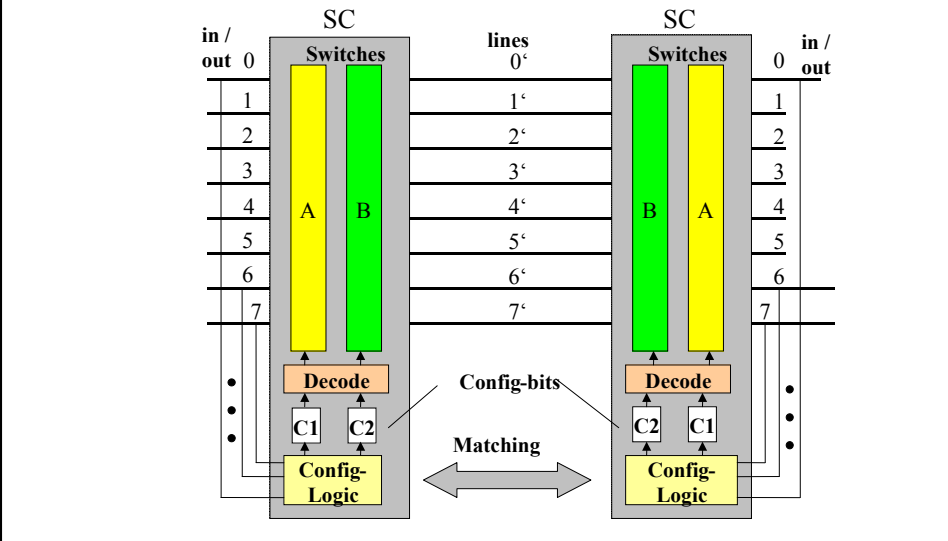 SC
SC
in /
out
Switches
lines
Switches
in /
out
0
0‘
0
1
1‘
1
2
2‘
2
3
3‘
3
4
A
B
4‘
B
A
4
5
5‘
5
6
6‘
6
7
7‘
7
Decode
Config-bits
Decode
C1
C2
C2
C1
Matching
Config-
Logic
Config-
Logic